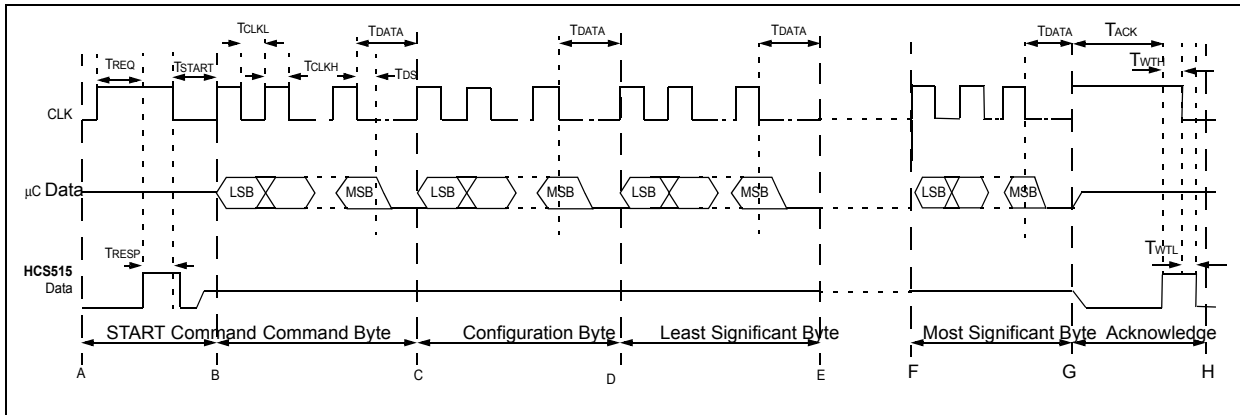 TCLKL TDATA TDATA TDATA TDATA TACK
TREQ TSTART TCLKH TDS TWTH
CLK
µC Data LSB MSB LSB MSB LSB MSB LSB MSB
TRESP TWTL
HCS515
Data
START Command Command Byte Configuration Byte Least Significant Byte Most Significant Byte Acknowledge
A B C D E F G H